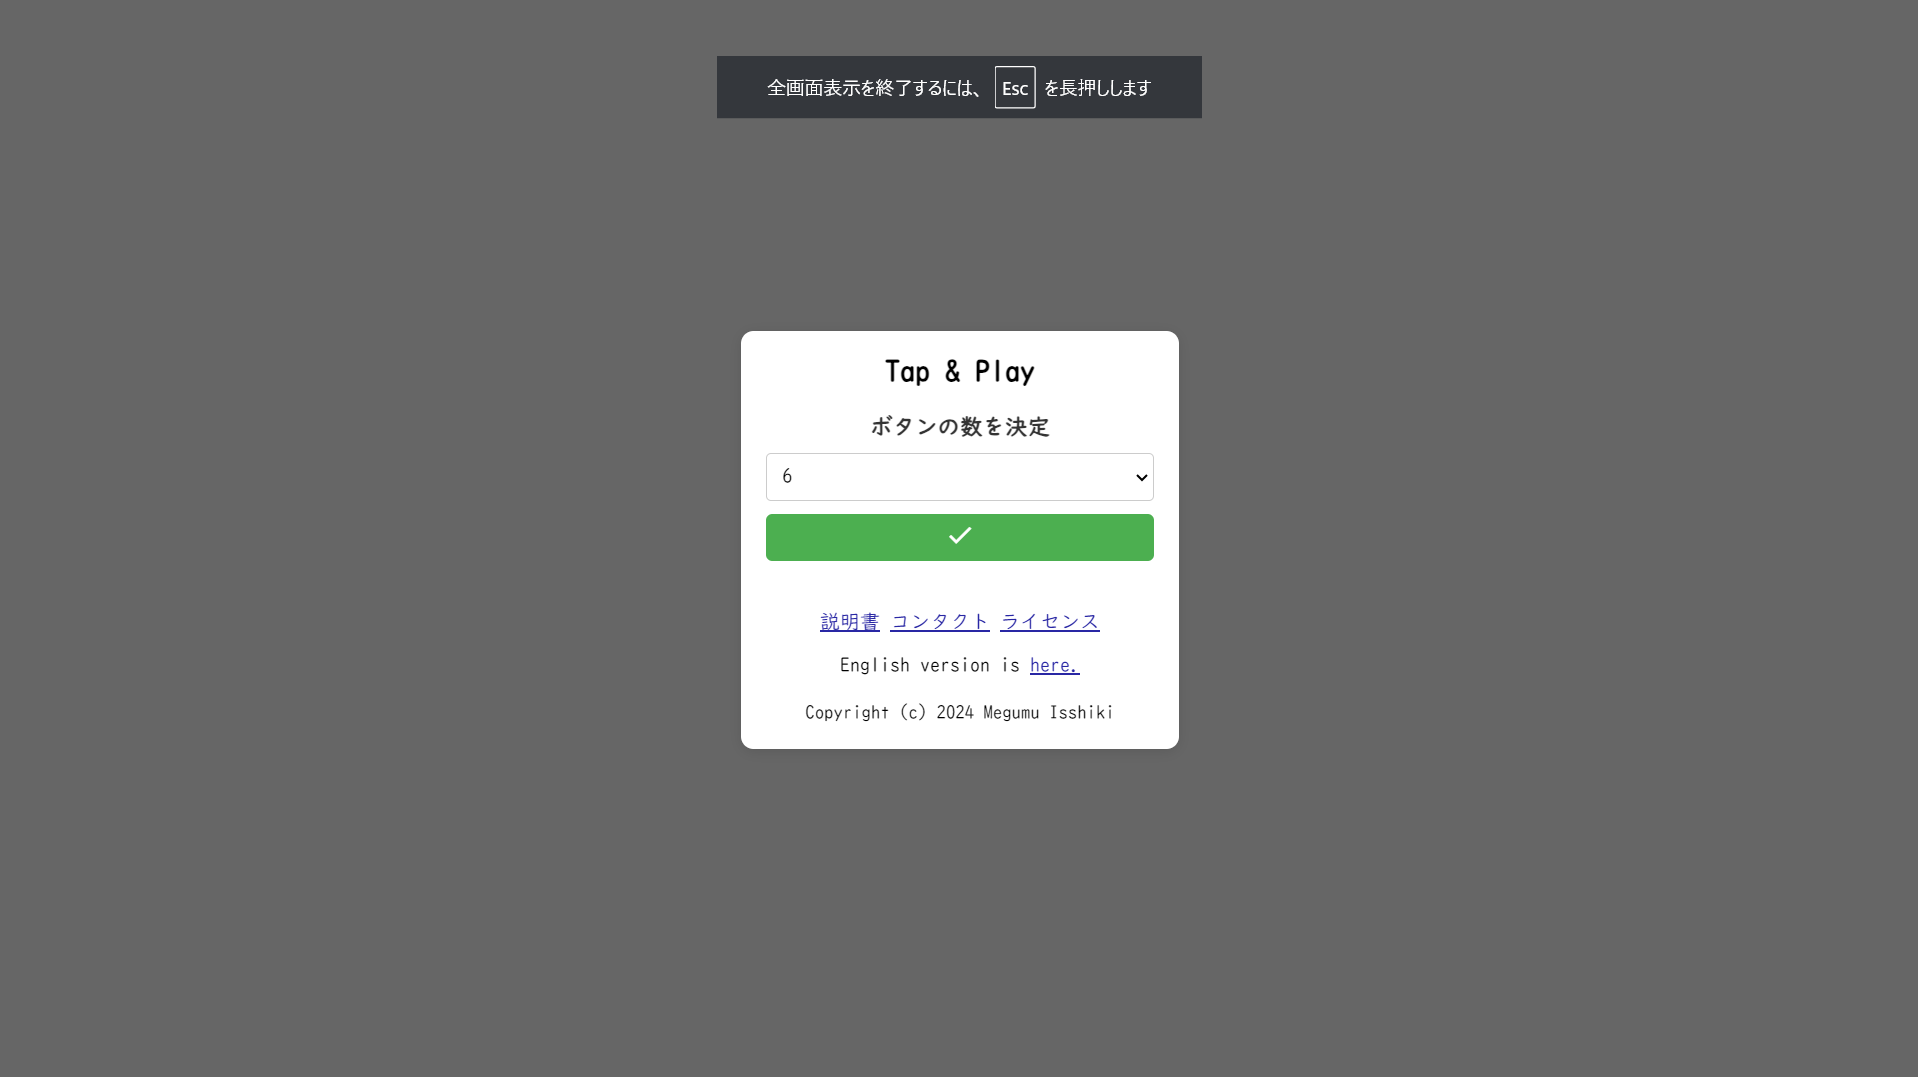 全画面表示を終了するには、 Esc を長押しします
Tap & Play
ボタンの数を決定
6
説明書 コンタクト ライセンス
English version is here.
Copyright (c) 2024 Megumu Isshiki